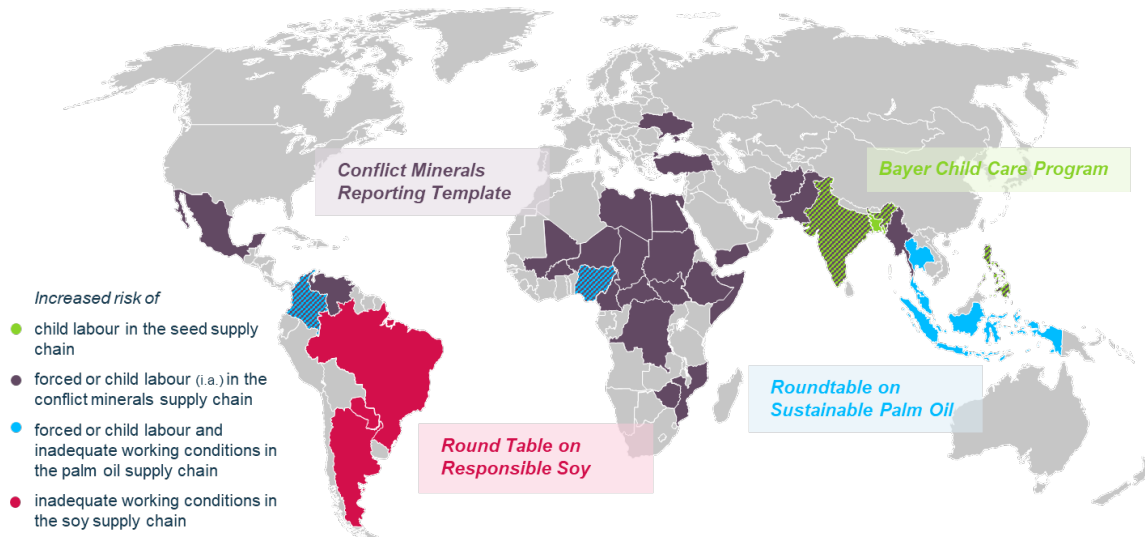 Conflict Minerals
Reporting Template
Bayer Child Care Program
Increased risk of
child labour in the seed supply
chain
forced or child labour (i.a.) in the
conflict minerals supply chain
forced or child labour and
inadequate working conditions in
the palm oil supply chain
inadequate working conditions in
the soy supply chain
Roundtable on
Sustainable Palm Oil
Round Table on
Responsible Soy